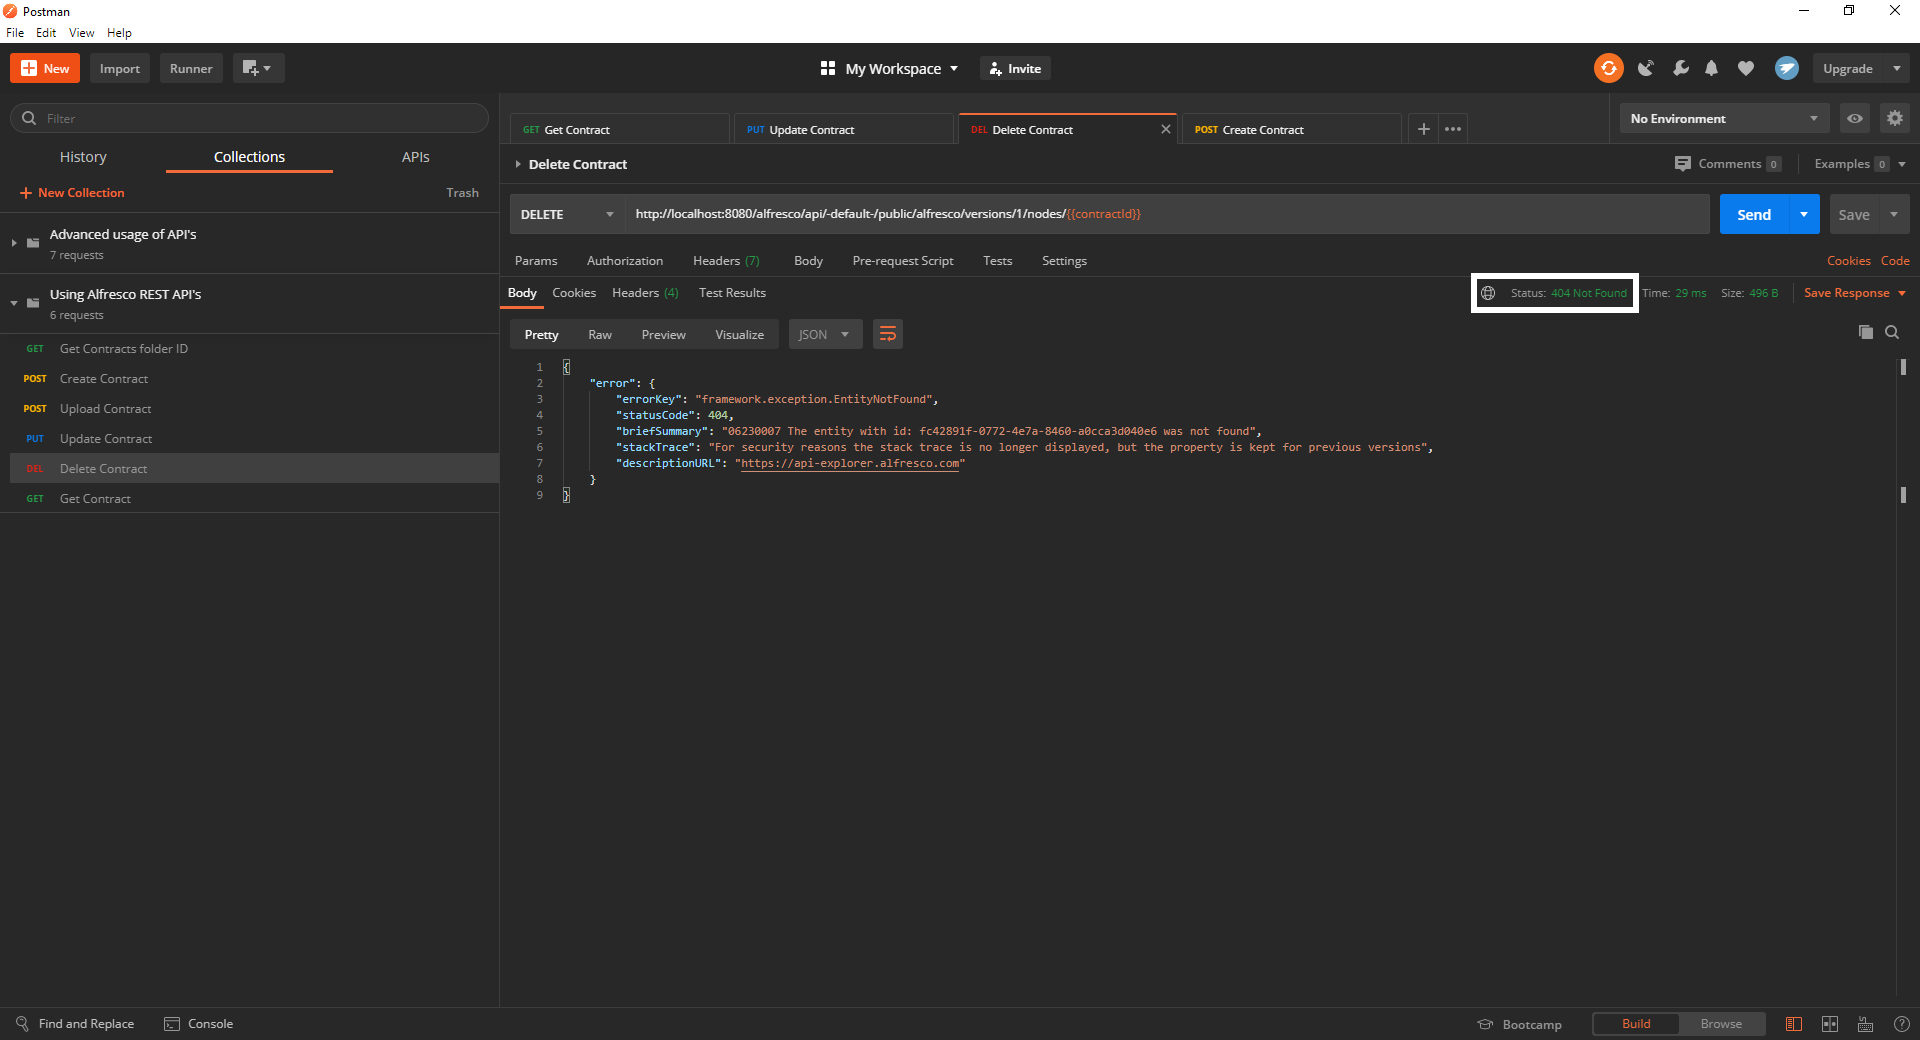 Postman
File Edit View Help
New Import Runner My Workspace Invite Upgrade
Filter
History Collections APIs
New Collection Trash
Advanced usage of API's
7 requests
Using Alfresco REST API's
6 requests
GET Get Contracts folder ID
POST Create Contract
POST Upload Contract
PUT Update Contract
DEL Delete Contract
GET Get Contract
GET Get Contract PUT Update Contract DEL Delete Contract POST Create Contract No Environment
Delete Contract Comments 0 Examples 0
DELETE http://localhost:8080/alfresco/api/-default-/public/alfresco/versions/1/nodes/{{contractId}} Send Save
Params Authorization Headers (7) Body Pre-request Script Tests Settings Cookies Code
Body Cookies Headers (4) Test Results Status: 404 Not Found Time: 29 ms Size: 496 B Save Response
Pretty Raw Preview Visualize JSON
1 {
2 "error": {
3 "errorKey": "framework.exception.EntityNotFound",
4 "statusCode": 404,
5 "briefSummary": "06230007 The entity with id: fc42891f-0772-4e7a-8460-a0cca3d040e6 was not found",
6 "stackTrace": "For security reasons the stack trace is no longer displayed, but the property is kept for previous versions",
7 "descriptionURL": "https://api-explorer.alfresco.com"
8 }
9 }
Find and Replace Console Bootcamp Build Browse